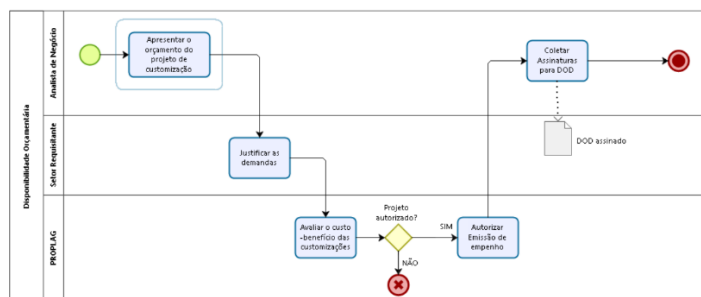 Disponibilidade Orçamentária
Analista de Negócio
Apresentar o
orçamento do
projeto de
customização
Coletar
Assinaturas
para DOD
Setor Requisitante
Justificar as
demandas
DOD assinado
PROPLAG
Avaliar o custo
-benefício das
customizações
Projeto
autorizado?
SIM
NÃO
Autorizar
Emissão de
empenho